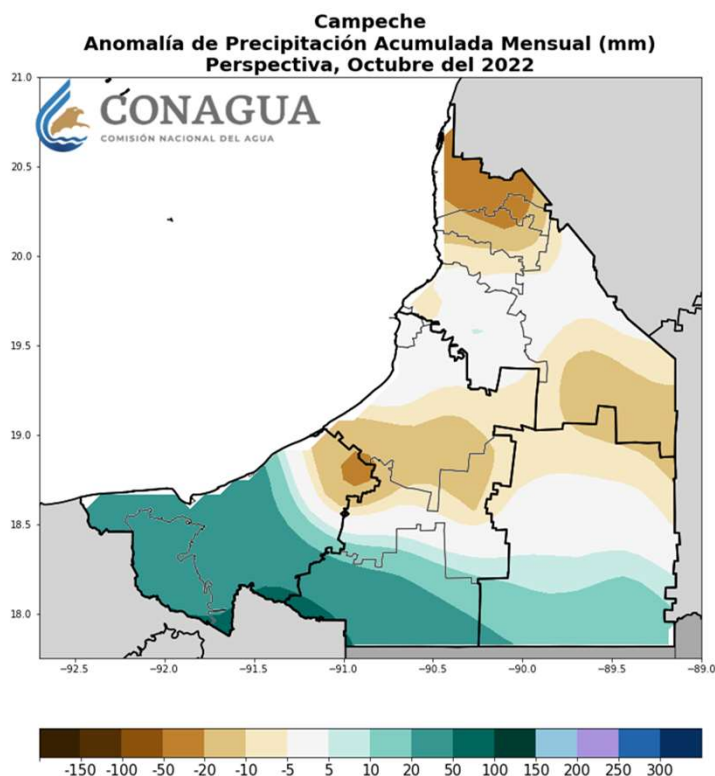 Campeche
Anomalía de Precipitación Acumulada Mensual (mm)
Perspectiva, Octubre del 2022
21.0
CONAGUA
COMISIÓN NACIONAL DEL AGUA
20.5
20.0
19.5
19.0
18.5
18.0
−92.5 −92.0 −91.5 −91.0 −90.5 −90.0 −89.5 −89.0
-150 -100 -50 -20 -10 -5 5 10 20 50 100 150 200 250 300